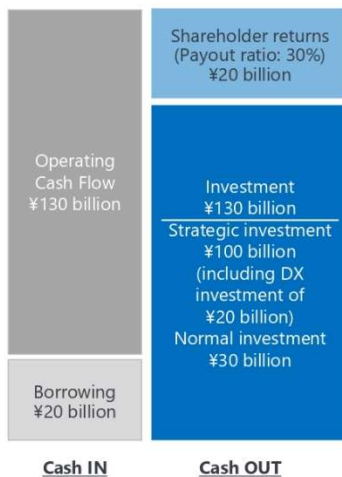 Shareholder returns
(Payout ratio: 30%)
¥20 billion
Operating
Cash Flow
¥130 billion
Investment
¥130 billion
Strategic investment
¥100 billion
(including DX
investment of
¥20 billion)
Normal investment
¥30 billion
Borrowing
¥20 billion
Cash IN
Cash OUT